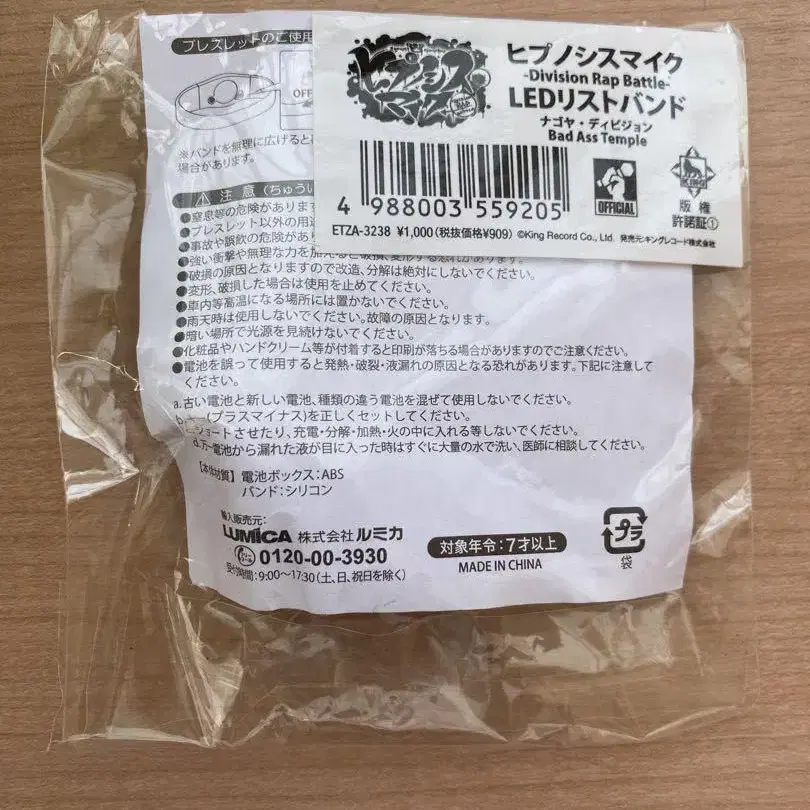 ブレスレットのご使用
OFF
※バンドを無理に広げると
場合があります。
ヒプノシスマイク
ヒプノシスマイク
-Division Rap Battle-
LEDリストバンド
ナゴヤ・ディビジョン
Bad Ass Temple
4 988003 559205
OFFICIAL
KING
版権
許諾証①
ETZA-3238 ¥1,000(税抜価格¥909) ©King Record Co., Ltd. 発売元:キングレコード株式会社
注意(ちゅうい
●窒息等の危険がありま
●ブレスレット以外の用途
●事故や誤飲の危険があり
●強い衝撃や無理な力を加えると破損、変形する恐れがあります。
●破損の原因となりますので改造、分解は絶対にしないでください。
●変形、破損した場合は使用を止めてください。
●車内等高温になる場所には置かないでください。
●雨天時は使用しないでください。故障の原因となります。
●暗い場所で光源を見続けないでください。
●化粧品やハンドクリーム等が付着すると印刷が落ちる場合がありますのでご注意ください。
●電池を誤って使用すると発熱・破裂・液漏れの原因となる恐れがあります。下記に注意して
ください。
a.古い電池と新しい電池、種類の違う電池を混ぜて使用しないでください。
(プラスマイナス)を正しくセットしてください。
ショートさせたり、充電・分解・加熱・火の中に入れる等しないでください。
d.万一電池から漏れた液が目に入った時はすぐに大量の水で洗い、医師に相談してください。
【本体材質】電池ボックス:ABS
バンド:シリコン
輸入販売元:
LUMICA 株式会社ルミカ
フリーコール 0120-00-3930
受付時間:9:00〜17:30(土、日、祝日を除く)
対象年令:7才以上
MADE IN CHINA
プラ
袋